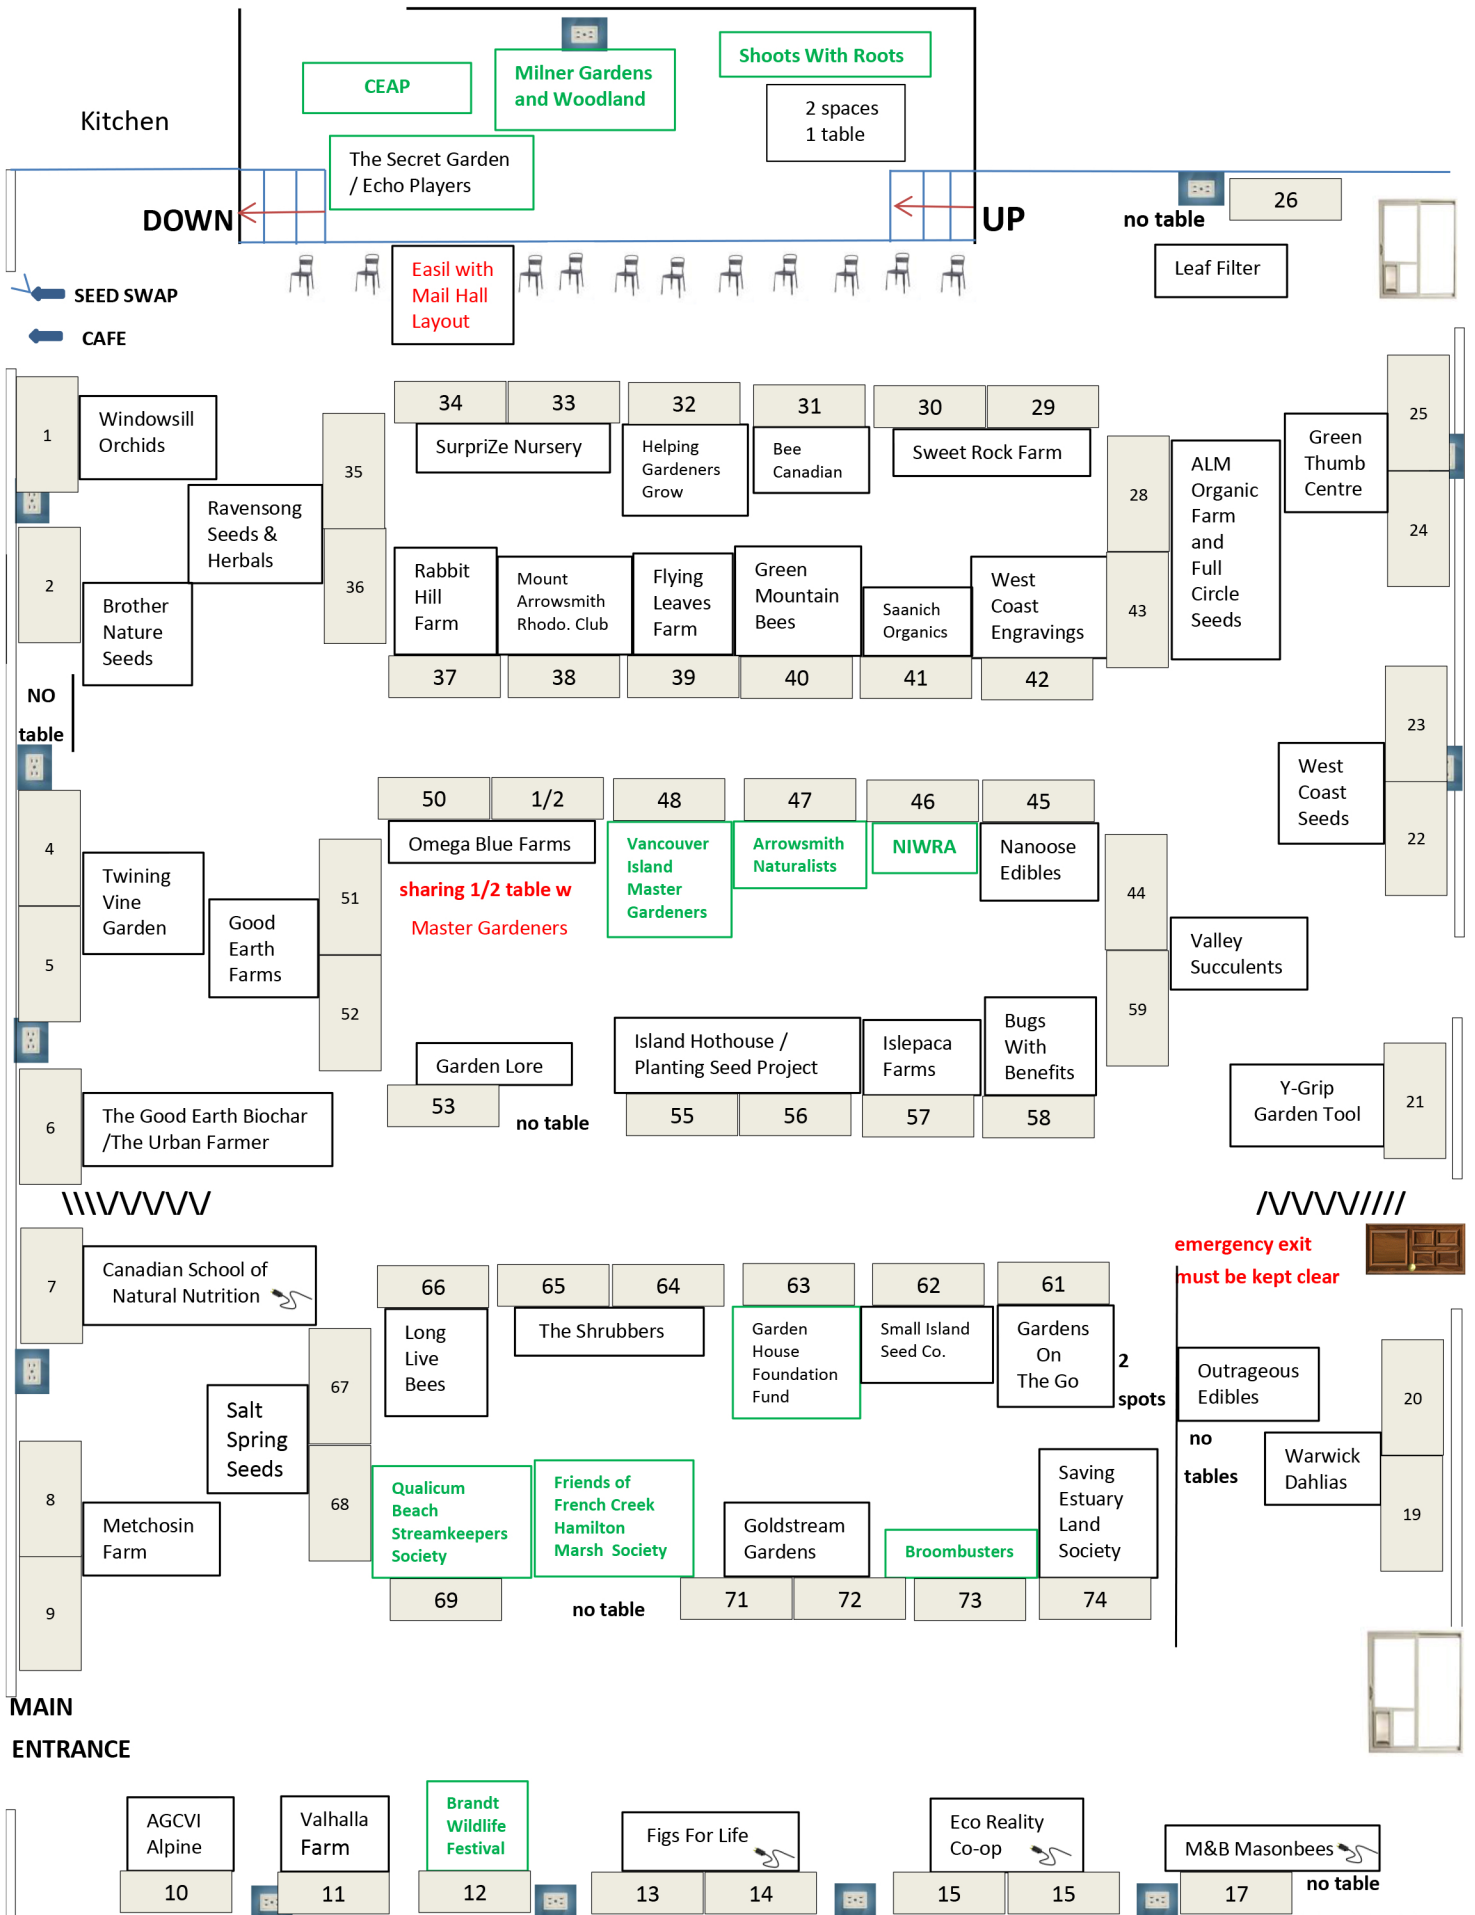 CEAP
Milner Gardens
and Woodland
Shoots With Roots
2 spaces
1 table
Kitchen
The Secret Garden
/ Echo Players
DOWN
UP
no table
26
Leaf Filter
Easil with
Mail Hall
Layout
SEED SWAP
CAFE
1
Windowsill
Orchids
34
33
32
31
30
29
25
SurpriZe Nursery
Helping
Gardeners
Grow
Bee
Canadian
Sweet Rock Farm
Green
Thumb
Centre
35
28
ALM
Organic
Farm
and
Full
Circle
Seeds
24
Ravensong
Seeds &
Herbals
2
36
Brother
Nature
Seeds
Rabbit
Hill
Farm
Mount
Arrowsmith
Rhodo. Club
Flying
Leaves
Farm
Green
Mountain
Bees
Saanich
Organics
West
Coast
Engravings
43
37
38
39
40
41
42
NO
table
23
West
Coast
Seeds
22
50
1/2
48
47
46
45
4
Omega Blue Farms
sharing 1/2 table w
Master Gardeners
Vancouver
Island
Master
Gardeners
Arrowsmith
Naturalists
NIWRA
Nanoose
Edibles
Twining
Vine
Garden
5
51
Good
Earth
Farms
52
44
Valley
Succulents
59
Garden Lore
53
no table
Island Hothouse /
Planting Seed Project
55
56
Islepaca
Farms
57
Bugs
With
Benefits
58
Y-Grip
Garden Tool
21
6
The Good Earth Biochar
/The Urban Farmer
\\\\/\/\/\/\/
/\/\/\/\/////
7
Canadian School of
Natural Nutrition
emergency exit
must be kept clear
66
65
64
63
62
61
Long
Live
Bees
The Shrubbers
Garden
House
Foundation
Fund
Small Island
Seed Co.
Gardens
On
The Go
2
spots
Outrageous
Edibles
no
tables
20
Warwick
Dahlias
19
67
Salt
Spring
Seeds
68
8
Metchosin
Farm
9
Qualicum
Beach
Streamkeepers
Society
Friends of
French Creek
Hamilton
Marsh Society
Goldstream
Gardens
Broombusters
Saving
Estuary
Land
Society
69
no table
71
72
73
74
MAIN
ENTRANCE
AGCVI
Alpine
Valhalla
Farm
Brandt
Wildlife
Festival
Figs For Life
Eco Reality
Co-op
M&B Masonbees
10
11
12
13
14
15
15
17
no table